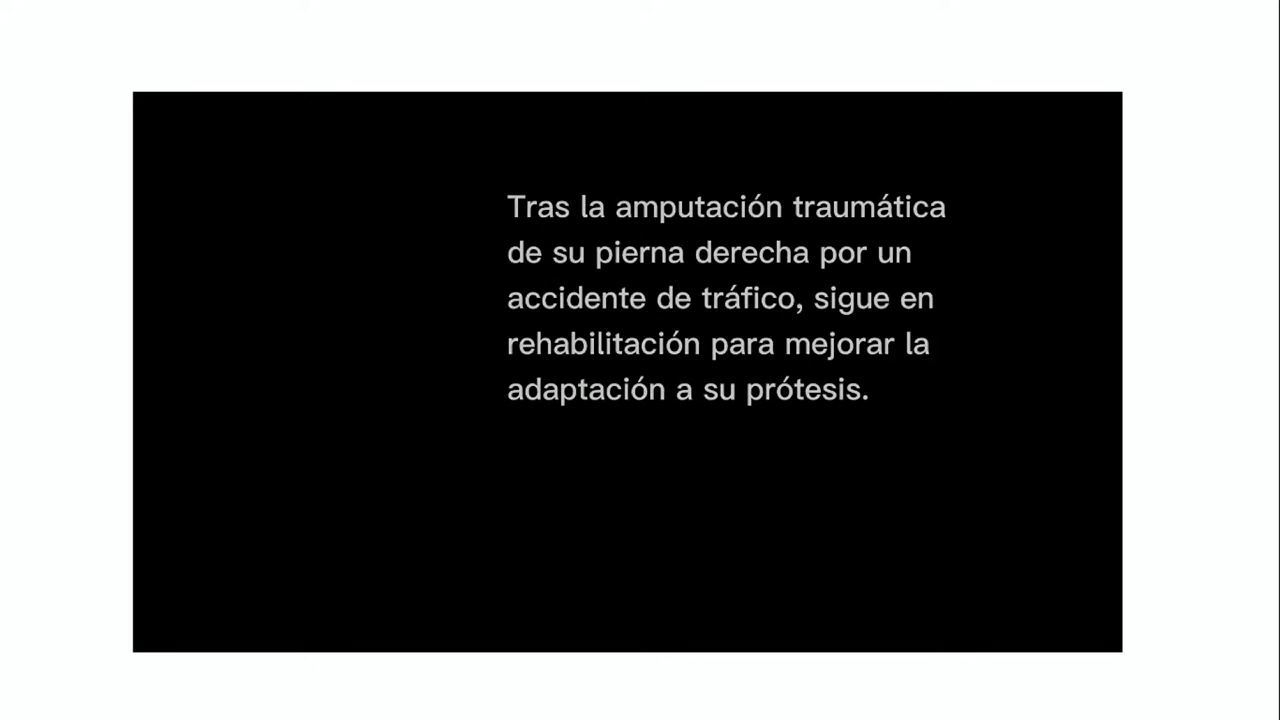 Tras la amputación traumática
de su pierna derecha por un
accidente de tráfico, sigue en
rehabilitación para mejorar la
adaptación a su prótesis.